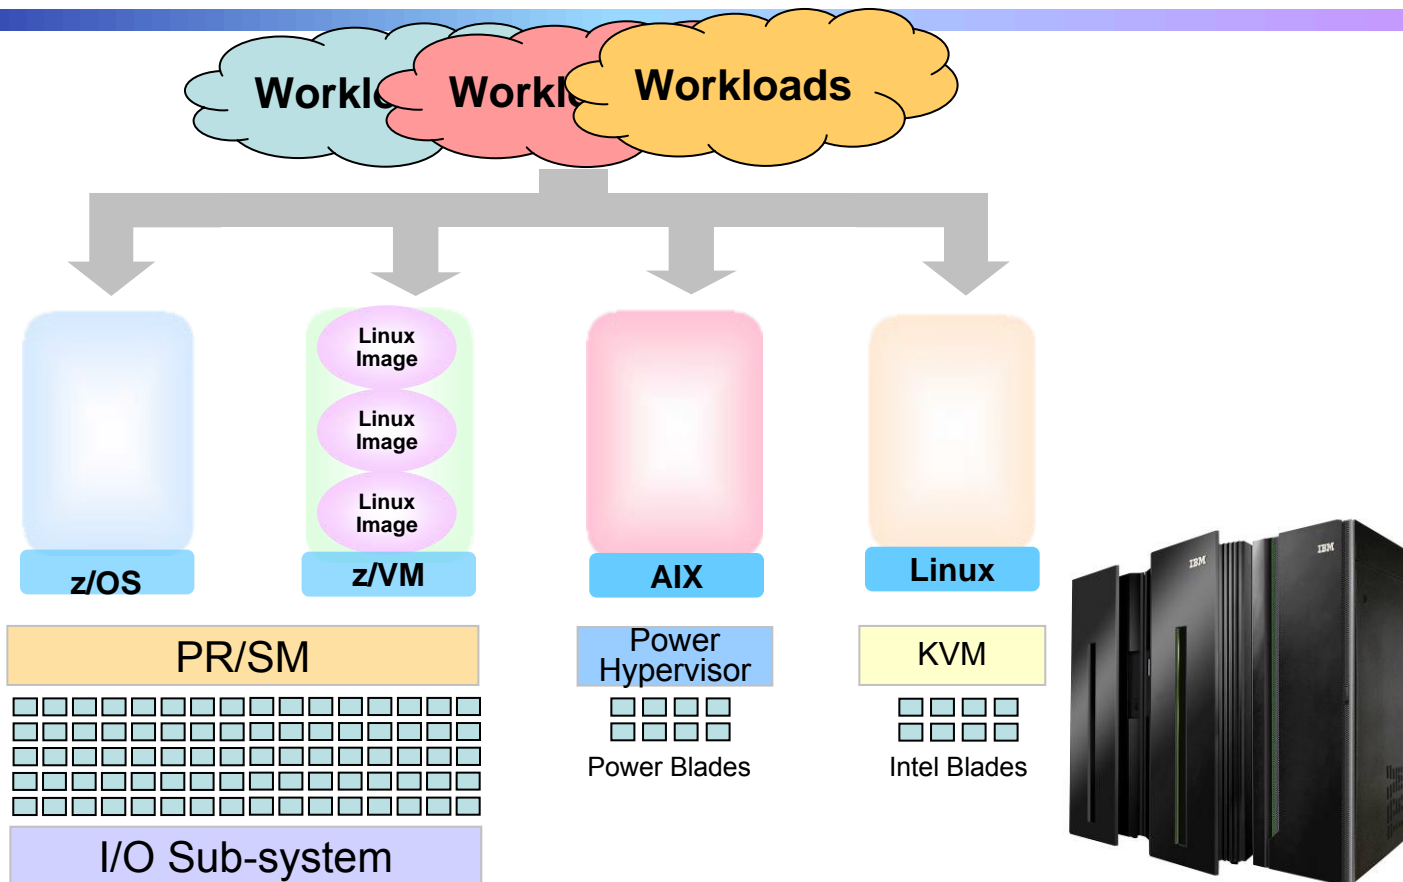 Workl
Workl
Workloads
Linux
Image
Linux
Image
Linux
Image
z/OS
z/VM
AIX
Linux
PR/SM
Power
Hypervisor
KVM
Power Blades
Intel Blades
I/O Sub-system
IBM
IBM